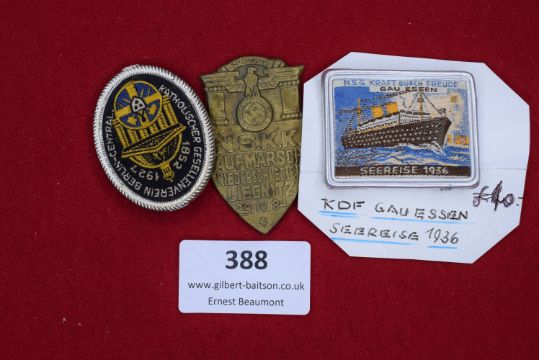 KATHOLISCHER GESELLENVEREIN BERLIN-CENTRAL
1852 1927
N.S.K.K.
LIEGNITZ
N.S.G. KRAFT DURCH FREUDE
GAU ESSEN
SEEREISE 1936
£40-
KDF GAU ESSEN
SEEREISE 1936
388
www.gilbert-baitson.co.uk
Ernest Beaumont